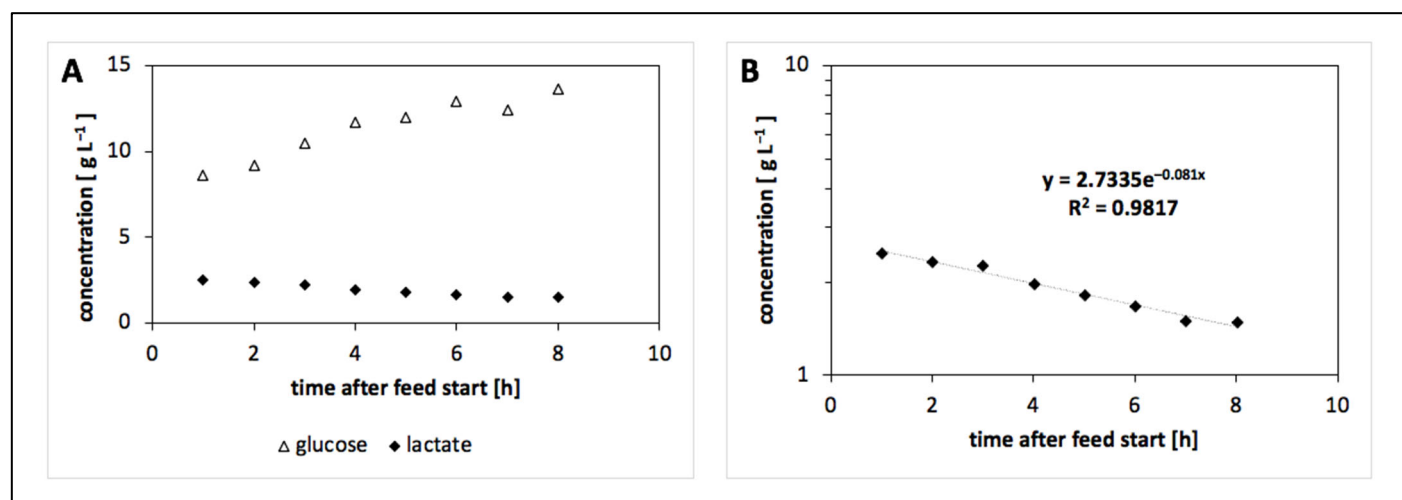 A
15
10
5
0
0 2 4 6 8 10
concentration [ g L⁻¹ ]
time after feed start [h]
glucose lactate
B
10
1
0 2 4 6 8 10
concentration [ g L⁻¹ ]
y = 2.7335e⁻⁰·⁰⁸¹ˣ
R² = 0.9817
time after feed start [h]